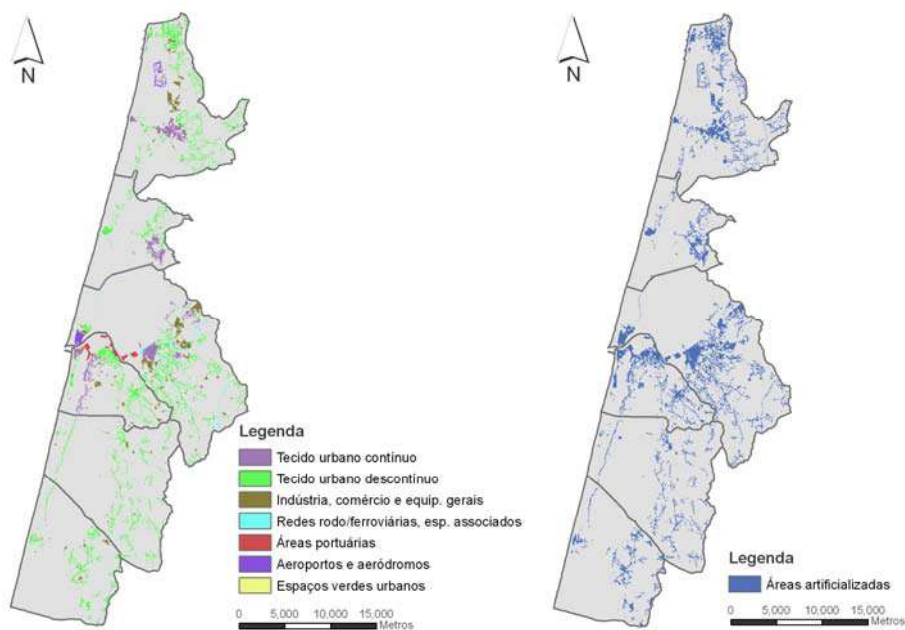 N
N
Legenda
Tecido urbano contínuo
Tecido urbano descontínuo
Indústria, comércio e equip. gerais
Redes rodo/ferroviárias, esp. associados
Áreas portuárias
Aeroportos e aeródromos
Espaços verdes urbanos
0 5,000 10,000 15,000
Metros
Legenda
Áreas artificializadas
0 5,000 10,000 15,000
Metros